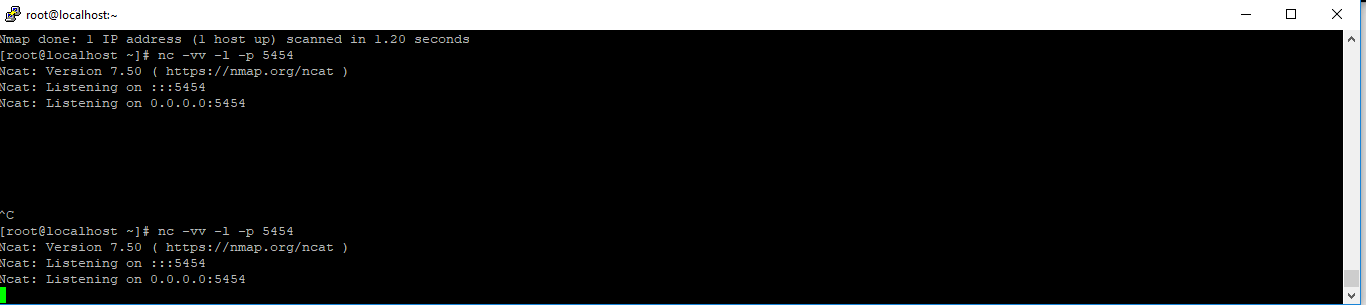 root@localhost:~
Nmap done: 1 IP address (1 host up) scanned in 1.20 seconds
[root@localhost ~]# nc -vv -l -p 5454
Ncat: Version 7.50 ( https://nmap.org/ncat )
Ncat: Listening on :::5454
Ncat: Listening on 0.0.0.0:5454
^C
[root@localhost ~]# nc -vv -l -p 5454
Ncat: Version 7.50 ( https://nmap.org/ncat )
Ncat: Listening on :::5454
Ncat: Listening on 0.0.0.0:5454